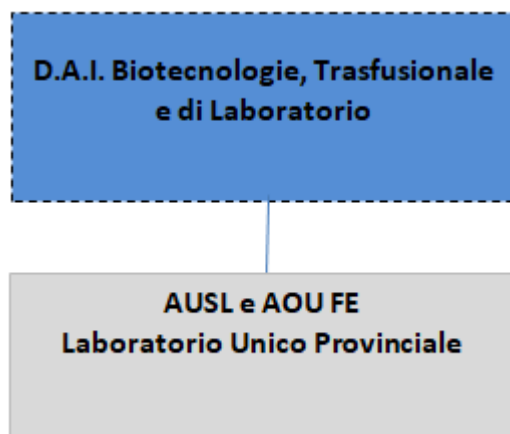 D.A.I. Biotecnologie, Trasfusionale
e di Laboratorio
AUSL e AOU FE
Laboratorio Unico Provinciale